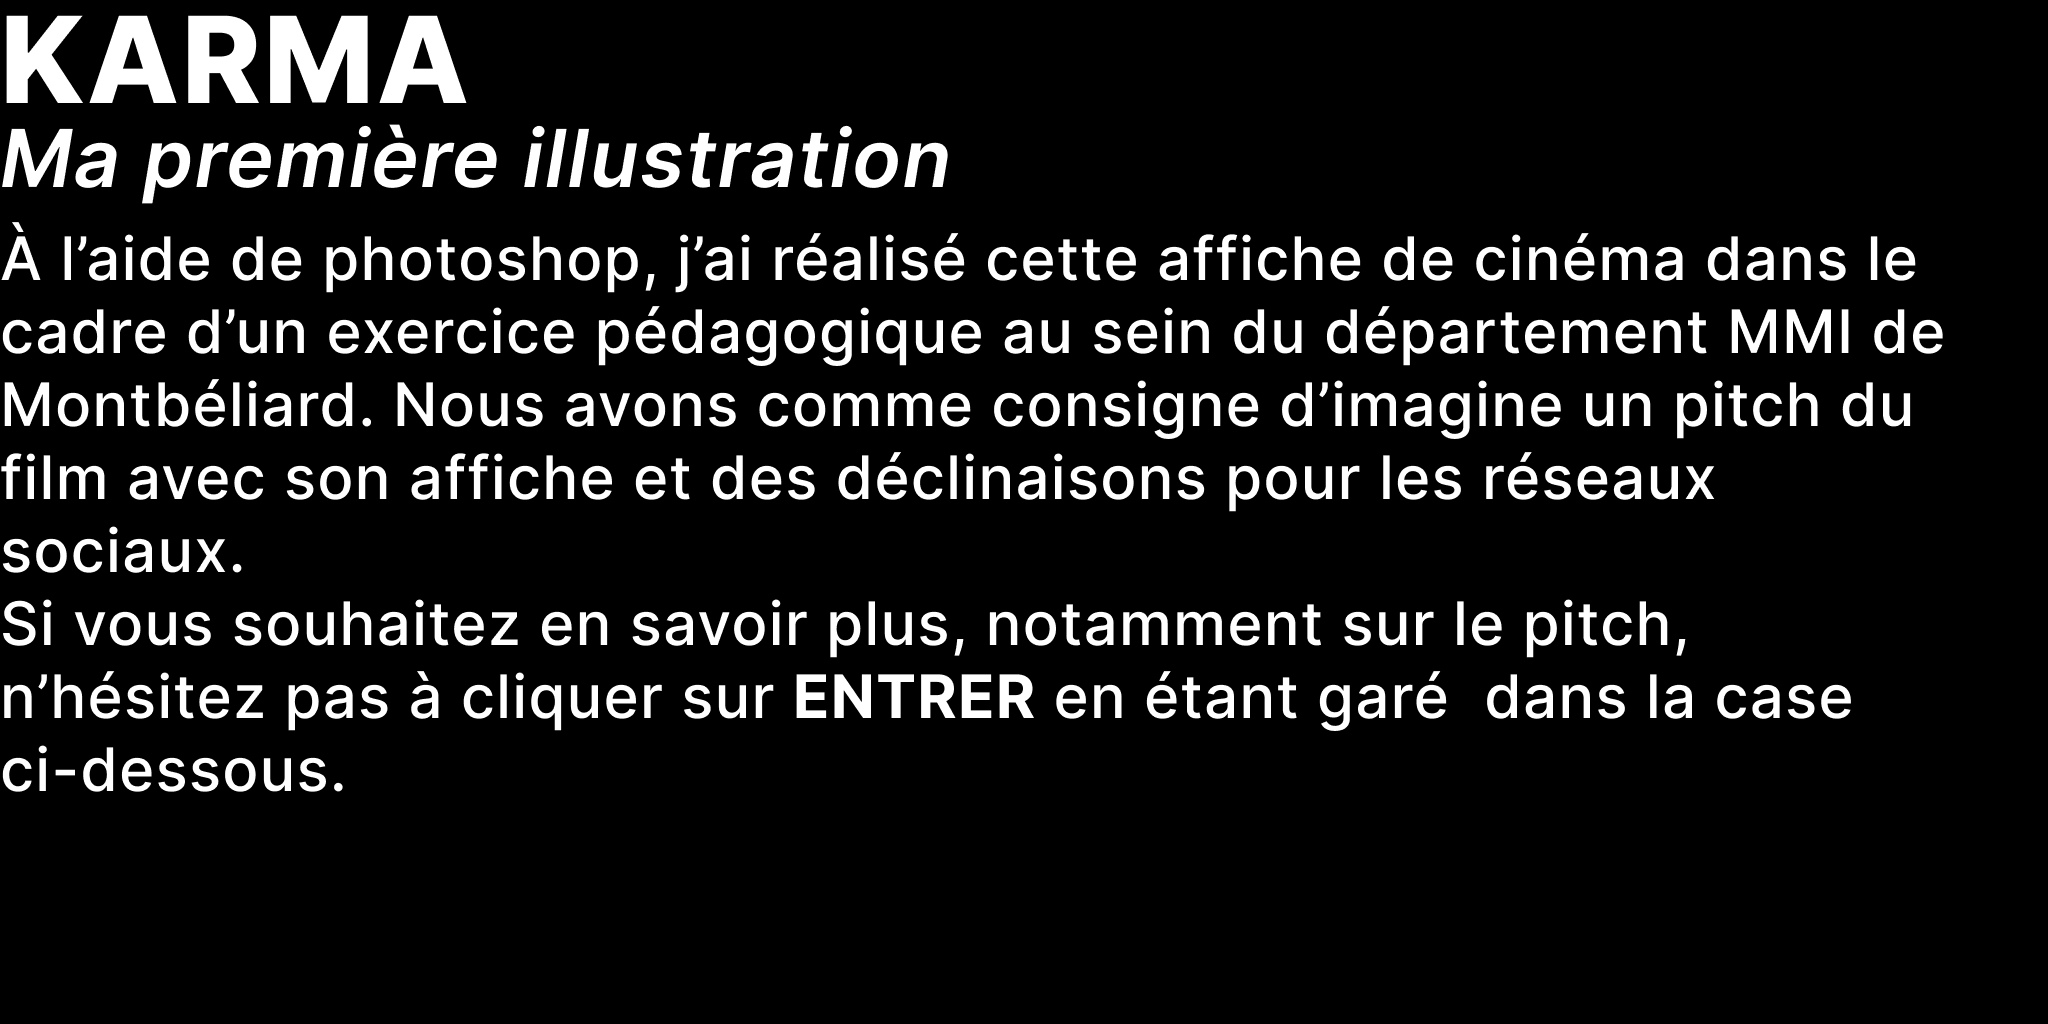 KARMA
Ma première illustration
À l’aide de photoshop, j’ai réalisé cette affiche de cinéma dans le
cadre d’un exercice pédagogique au sein du département MMI de
Montbéliard. Nous avons comme consigne d’imagine un pitch du
film avec son affiche et des déclinaisons pour les réseaux
sociaux.
Si vous souhaitez en savoir plus, notamment sur le pitch,
n’hésitez pas à cliquer sur ENTRER en étant garé  dans la case
ci-dessous.